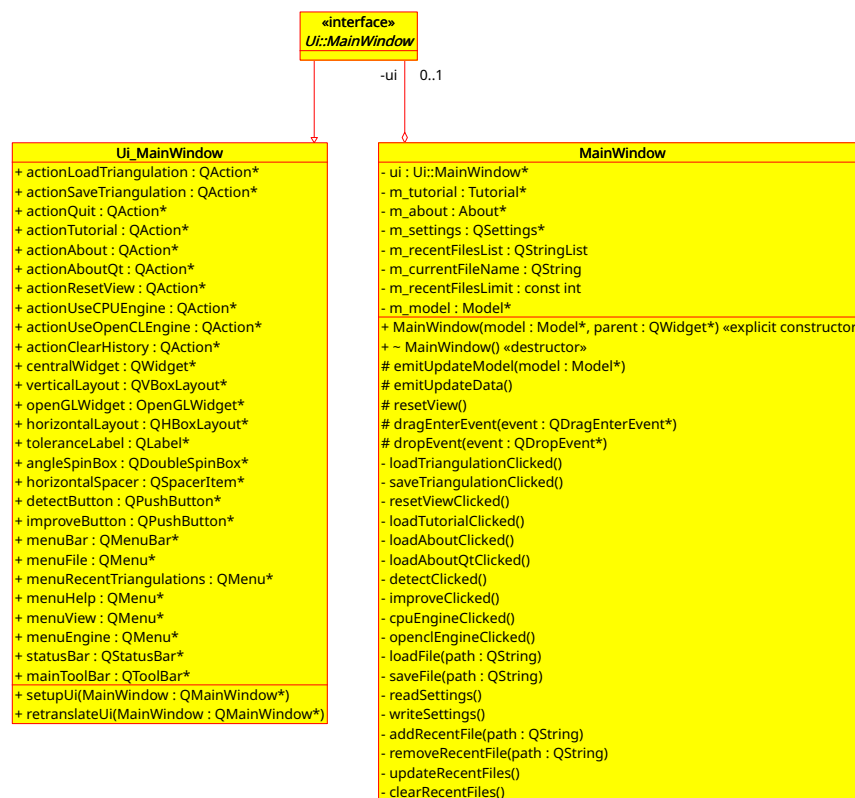 «interface»
Ui::MainWindow
-ui 0..1
Ui_MainWindow
+ actionLoadTriangulation : QAction*
+ actionSaveTriangulation : QAction*
+ actionQuit : QAction*
+ actionTutorial : QAction*
+ actionAbout : QAction*
+ actionAboutQt : QAction*
+ actionResetView : QAction*
+ actionUseCPUEngine : QAction*
+ actionUseOpenCLEngine : QAction*
+ actionClearHistory : QAction*
+ centralWidget : QWidget*
+ verticalLayout : QVBoxLayout*
+ openGLWidget : OpenGLWidget*
+ horizontalLayout : QHBoxLayout*
+ toleranceLabel : QLabel*
+ angleSpinBox : QDoubleSpinBox*
+ horizontalSpacer : QSpacerItem*
+ detectButton : QPushButton*
+ improveButton : QPushButton*
+ menuBar : QMenuBar*
+ menuFile : QMenu*
+ menuRecentTriangulations : QMenu*
+ menuHelp : QMenu*
+ menuView : QMenu*
+ menuEngine : QMenu*
+ statusBar : QStatusBar*
+ mainToolBar : QToolBar*
+ setupUi(MainWindow : QMainWindow*)
+ retranslateUi(MainWindow : QMainWindow*)
MainWindow
- ui : Ui::MainWindow*
- m_tutorial : Tutorial*
- m_about : About*
- m_settings : QSettings*
- m_recentFilesList : QStringList
- m_currentFileName : QString
- m_recentFilesLimit : const int
- m_model : Model*
+ MainWindow(model : Model*, parent : QWidget*) «explicit constructor
+ ~ MainWindow() «destructor»
# emitUpdateModel(model : Model*)
# emitUpdateData()
# resetView()
# dragEnterEvent(event : QDragEnterEvent*)
# dropEvent(event : QDropEvent*)
- loadTriangulationClicked()
- saveTriangulationClicked()
- resetViewClicked()
- loadTutorialClicked()
- loadAboutClicked()
- loadAboutQtClicked()
- detectClicked()
- improveClicked()
- cpuEngineClicked()
- openclEngineClicked()
- loadFile(path : QString)
- saveFile(path : QString)
- readSettings()
- writeSettings()
- addRecentFile(path : QString)
- removeRecentFile(path : QString)
- updateRecentFiles()
- clearRecentFiles()